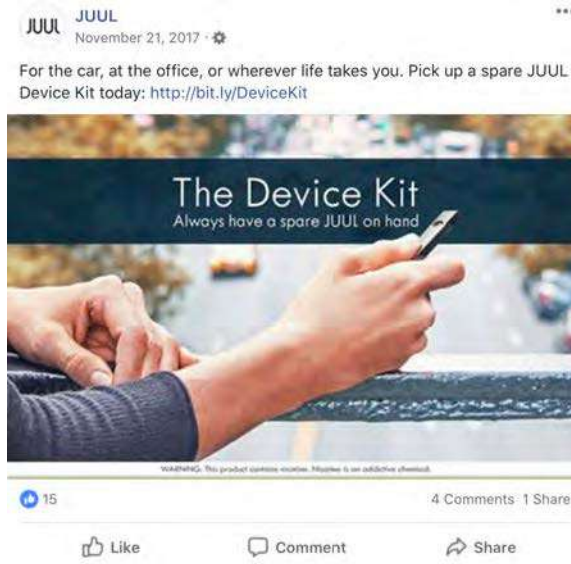 JUUL
JUUL
November 21, 2017
For the car, at the office, or wherever life takes you. Pick up a spare JUUL
Device Kit today: http://bit.ly/DeviceKit
The Device Kit
Always have a spare JUUL on hand
WARNING: This product contains nicotine. Nicotine is an addictive chemical.
15
4 Comments 1 Share
Like
Comment
Share